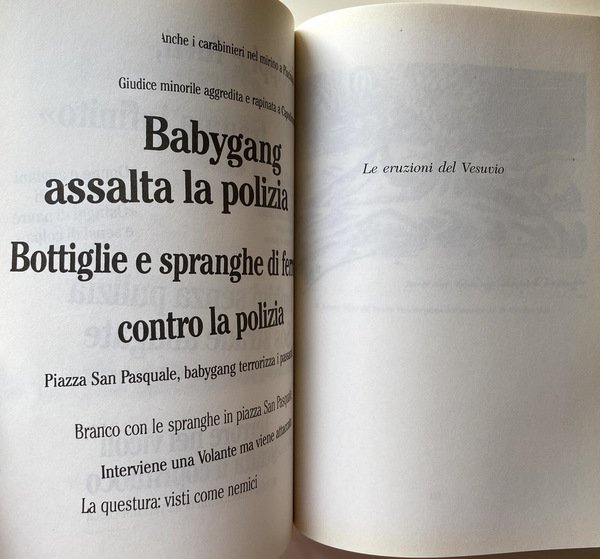 Anche i carabinieri nel mirino a
Giudice minorile aggredita e rapinata a
Babygang
assalta la polizia
Bottiglie e spranghe di
contro la polizia
Piazza San Pasquale, babygang terrorizza i
Branco con le spranghe in piazza San
Interviene una Volante ma viene
La questura: visti come nemici
Le eruzioni del Vesuvio